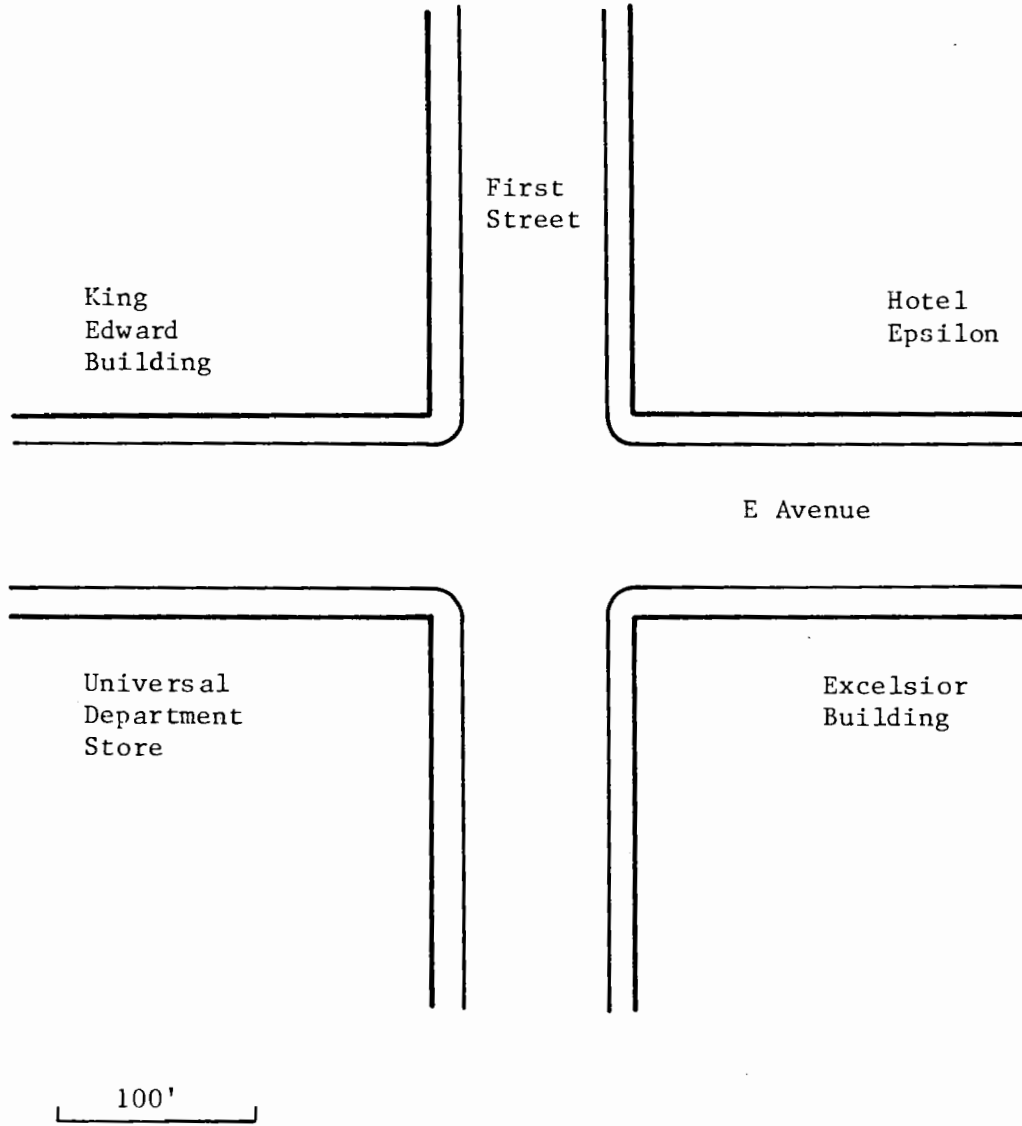 First
Street
King
Edward
Building
Hotel
Epsilon
E Avenue
Universal
Department
Store
Excelsior
Building
100'